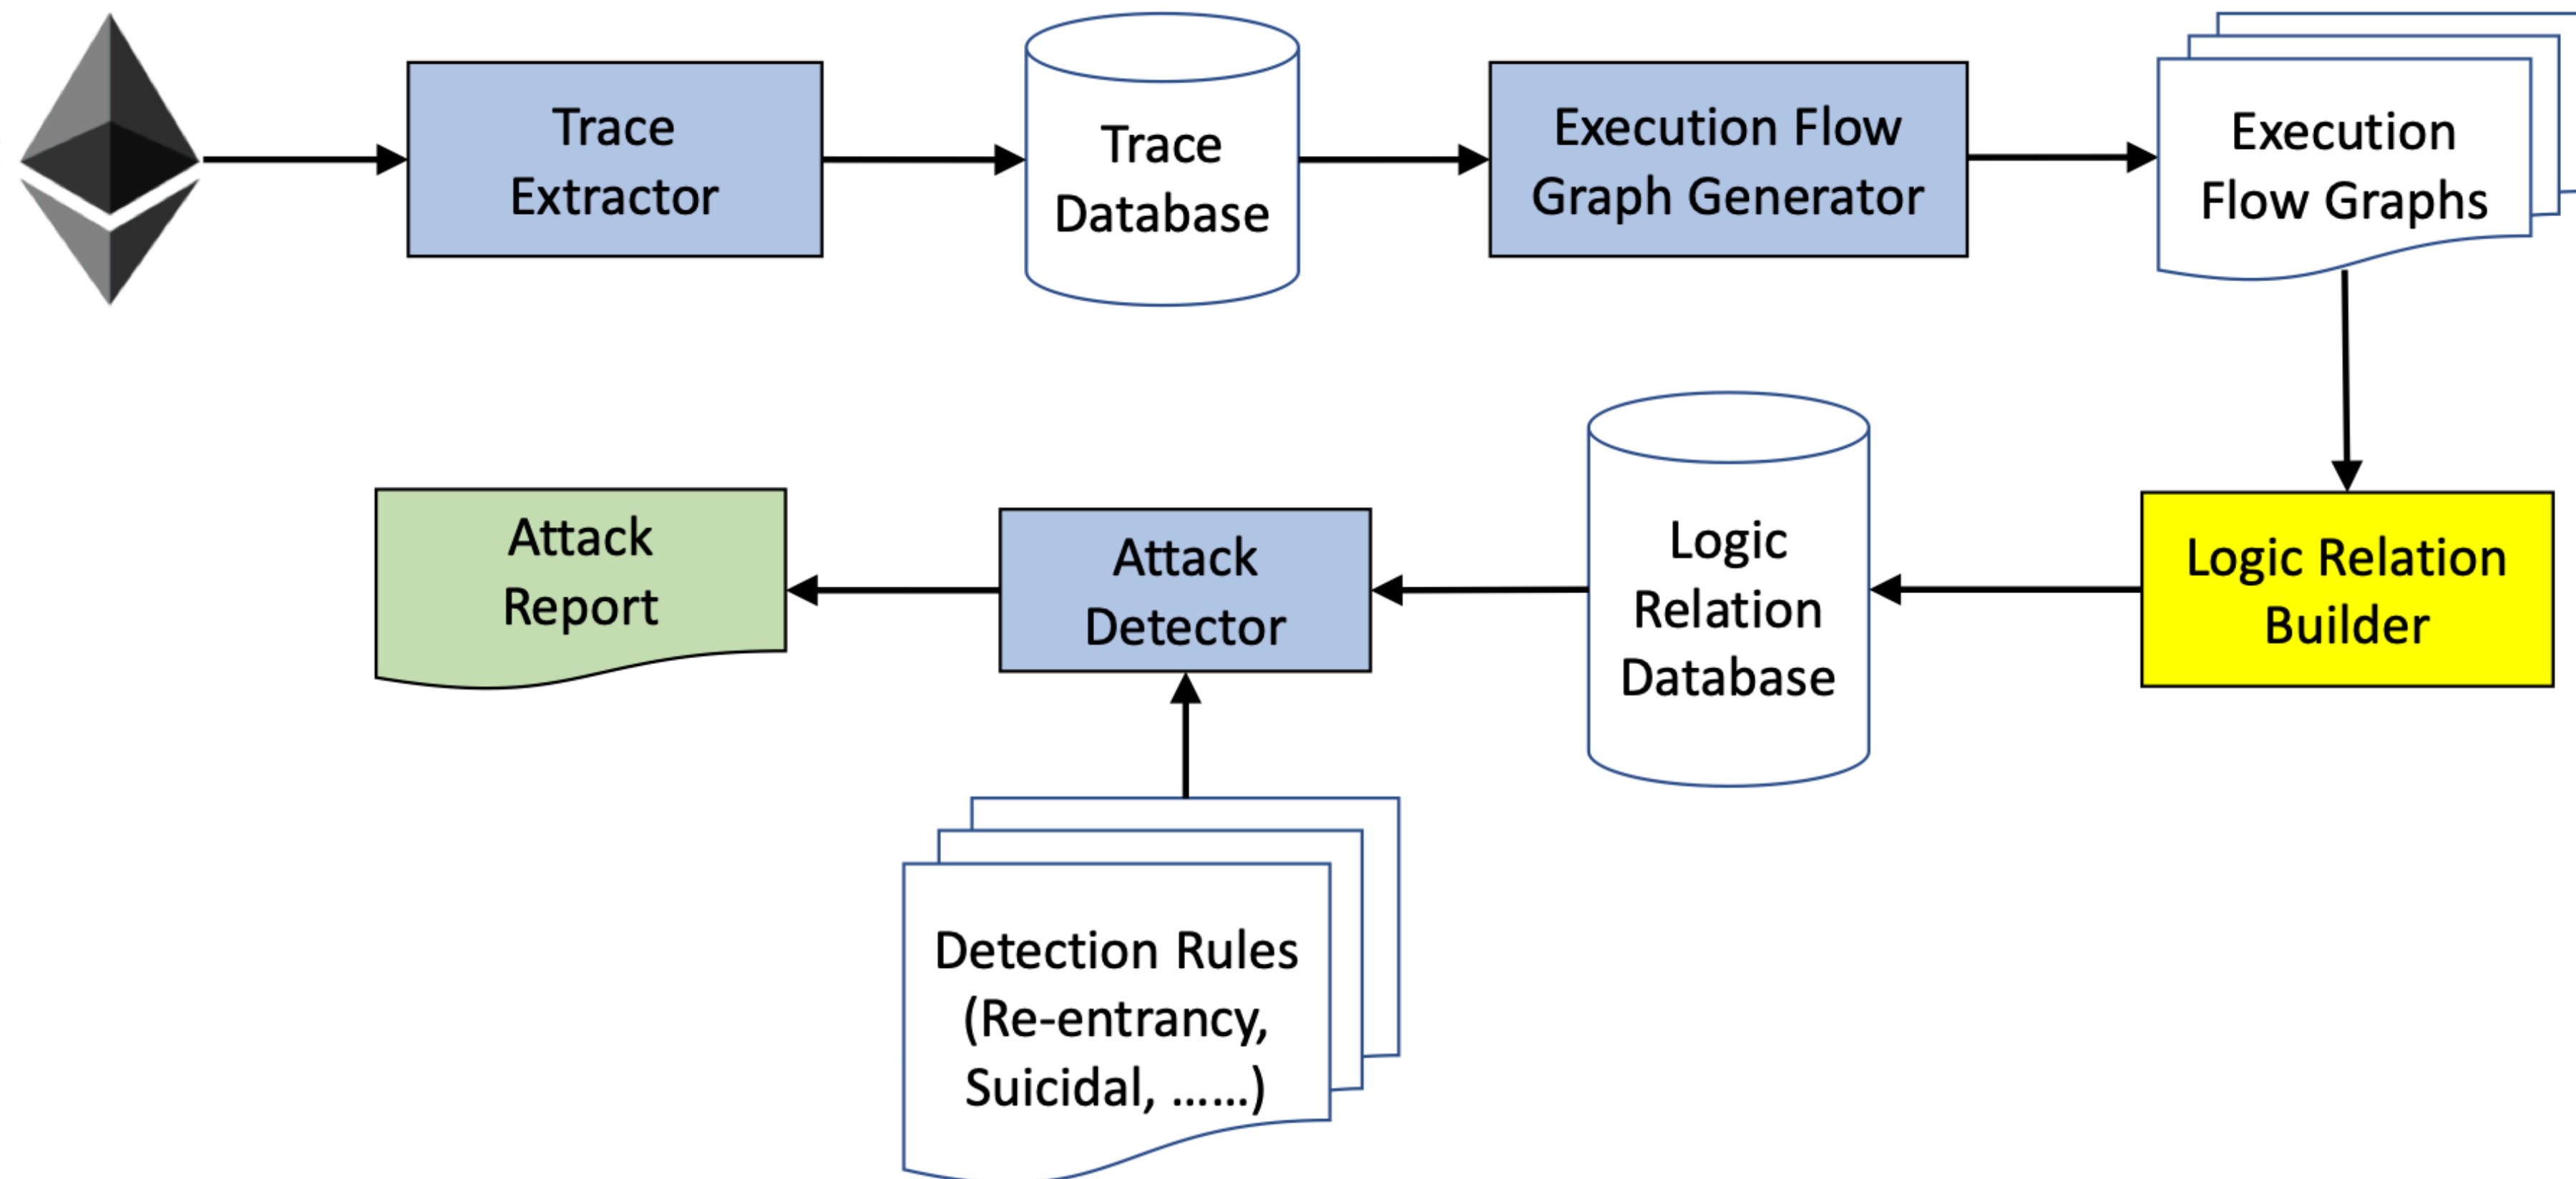 Trace
Extractor
Trace
Database
Execution Flow
Graph Generator
Execution
Flow Graphs
Attack
Report
Attack
Detector
Logic
Relation
Database
Logic Relation
Builder
Detection Rules
(Re-entrancy,
Suicidal, ......)